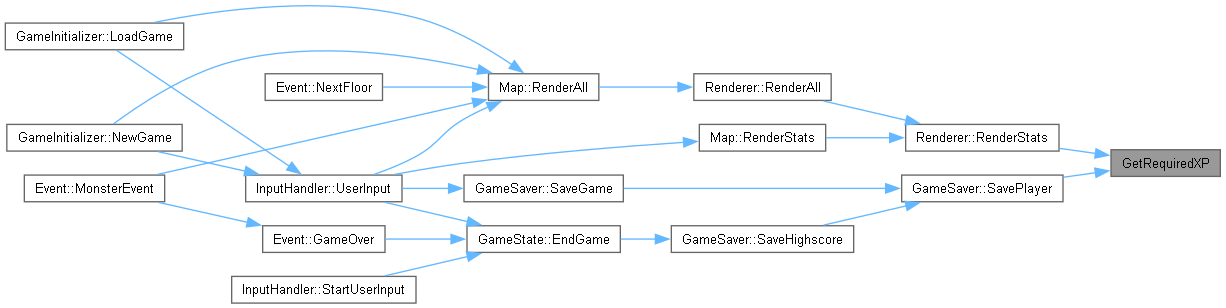 GameInitializer::LoadGame
Event::NextFloor
Map::RenderAll
Renderer::RenderAll
GameInitializer::NewGame
Map::RenderStats
Renderer::RenderStats
GetRequiredXP
Event::MonsterEvent
InputHandler::UserInput
GameSaver::SaveGame
GameSaver::SavePlayer
Event::GameOver
GameState::EndGame
GameSaver::SaveHighscore
InputHandler::StartUserInput